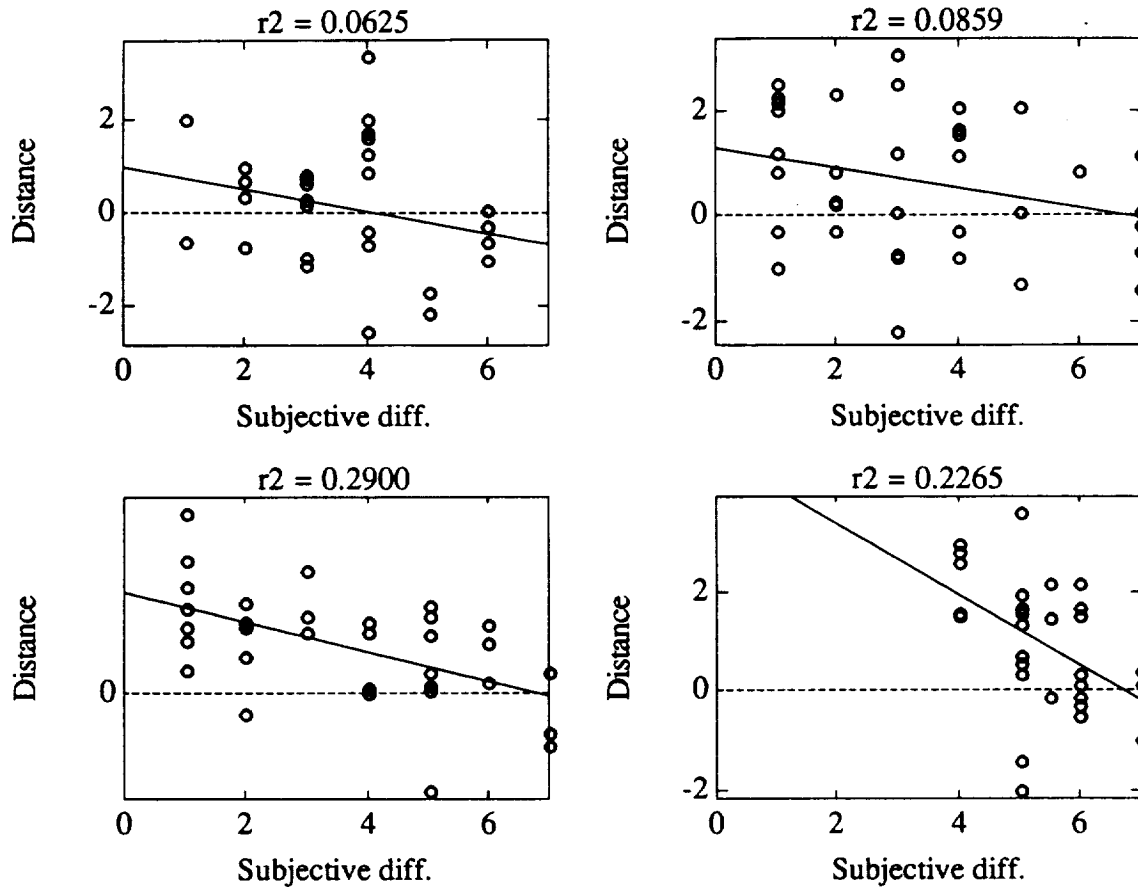 r2 = 0.0625
Distance
2
0
-2
0 2 4 6
Subjective diff.
r2 = 0.0859
Distance
2
0
-2
0 2 4 6
Subjective diff.
r2 = 0.2900
Distance
0
0 2 4 6
Subjective diff.
r2 = 0.2265
Distance
2
0
-2
0 2 4 6
Subjective diff.